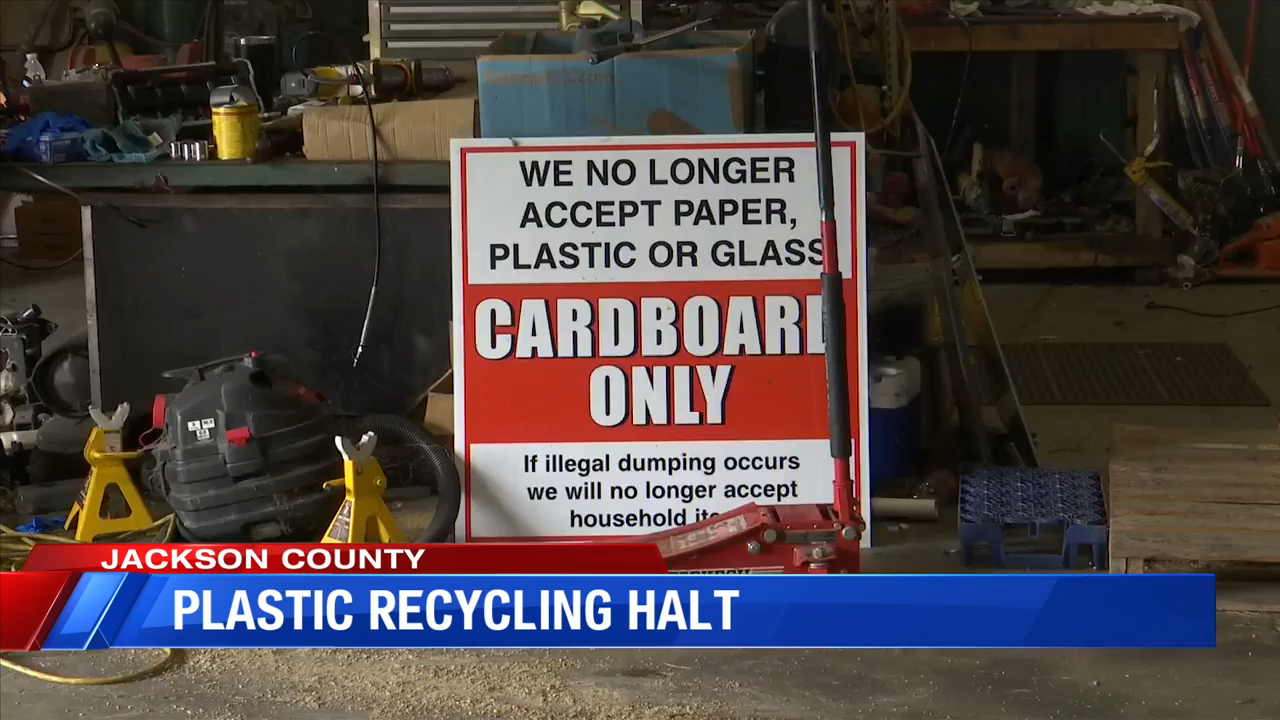 WE NO LONGER
ACCEPT PAPER,
PLASTIC OR GLASS
CARDBOARD
ONLY
If illegal dumping occurs
we will no longer accept
household
JACKSON COUNTY
PLASTIC RECYCLING HALT